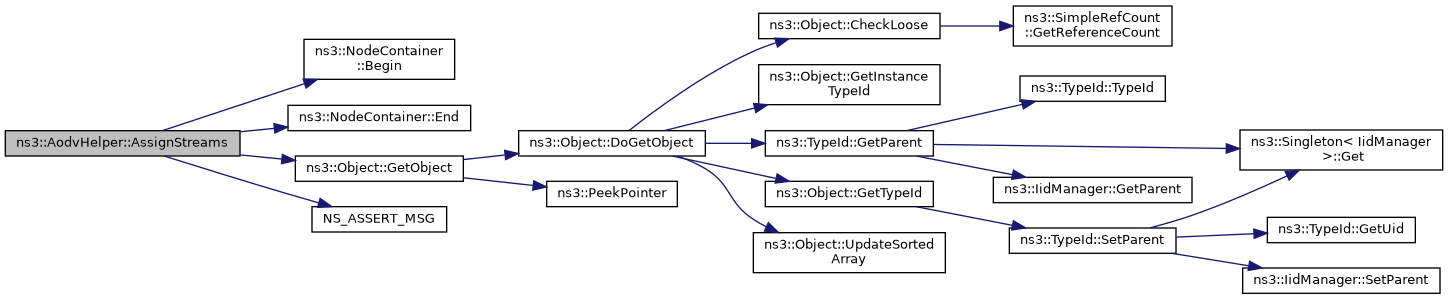 ns3::AodvHelper::AssignStreams
ns3::NodeContainer
::Begin
ns3::NodeContainer::End
ns3::Object::GetObject
NS_ASSERT_MSG
ns3::Object::DoGetObject
ns3::PeekPointer
ns3::Object::CheckLoose
ns3::Object::GetInstance
TypeId
ns3::TypeId::GetParent
ns3::Object::GetTypeId
ns3::Object::UpdateSorted
Array
ns3::SimpleRefCount
::GetReferenceCount
ns3::TypeId::TypeId
ns3::IidManager::GetParent
ns3::TypeId::SetParent
ns3::Singleton< IidManager
>::Get
ns3::TypeId::GetUid
ns3::IidManager::SetParent